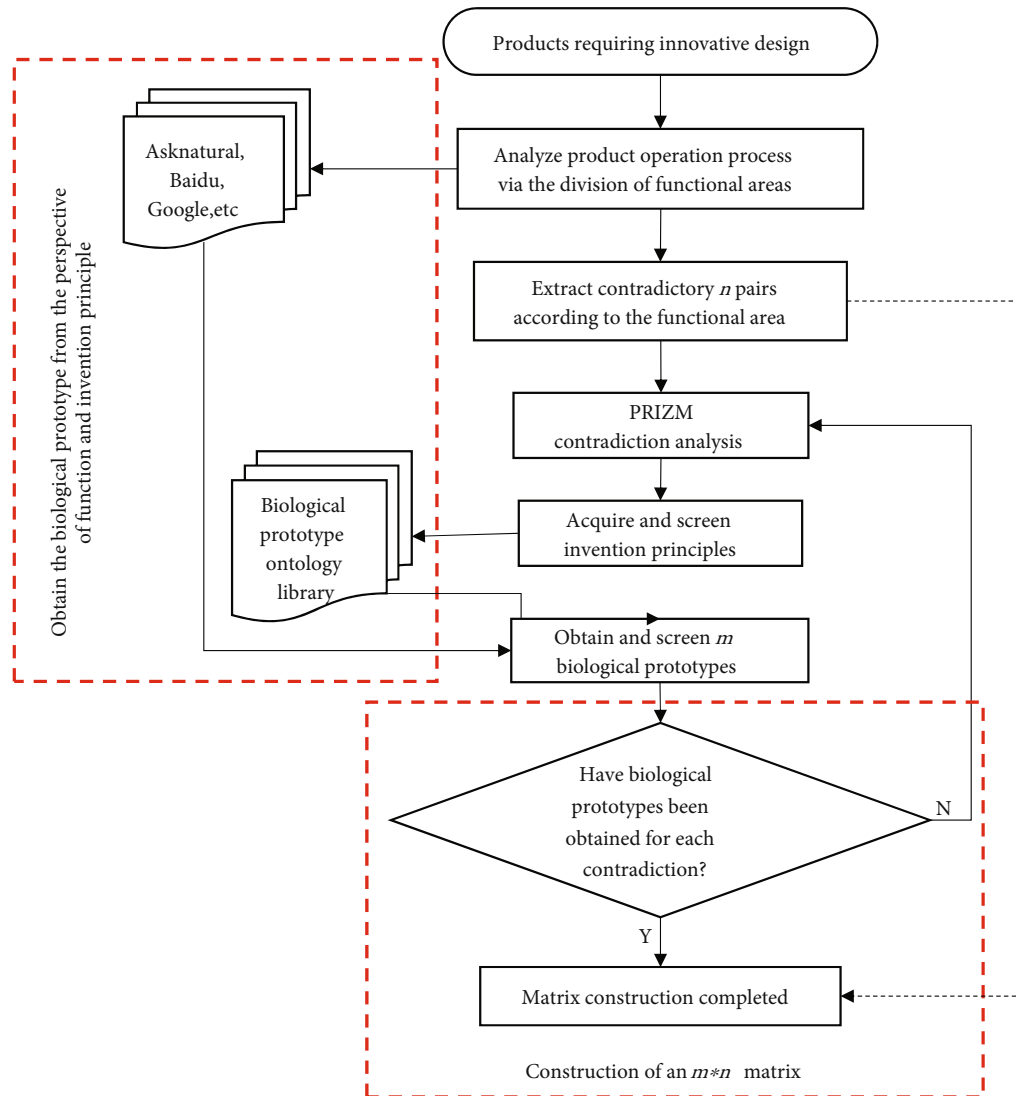 Products requiring innovative design
Analyze product operation process
via the division of functional areas
Asknatural,
Baidu,
Google,etc
Extract contradictory n pairs
according to the functional area
PRIZM
contradiction analysis
Acquire and screen
invention principles
Biological
prototype
ontology
library
Obtain the biological prototype from the perspective
of function and invention principle
Obtain and screen m
biological prototypes
Have biological
prototypes been
obtained for each
contradiction?
N
Y
Matrix construction completed
Construction of an m*n matrix